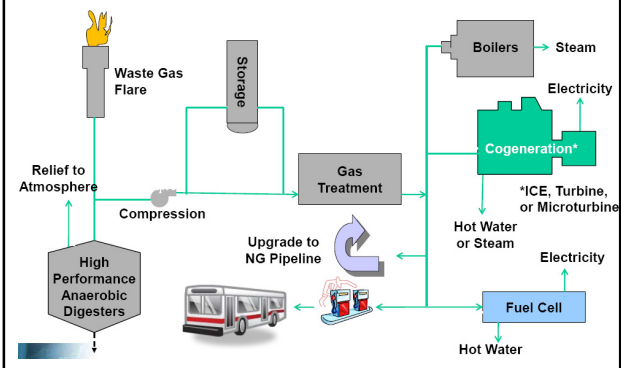 Waste Gas
Flare
Storage
Boilers
Steam
Electricity
Cogeneration*
*ICE, Turbine,
or Microturbine
Hot Water
or Steam
Relief to
Atmosphere
Compression
Gas
Treatment
Upgrade to
NG Pipeline
High
Performance
Anaerobic
Digesters
Electricity
Fuel Cell
Hot Water